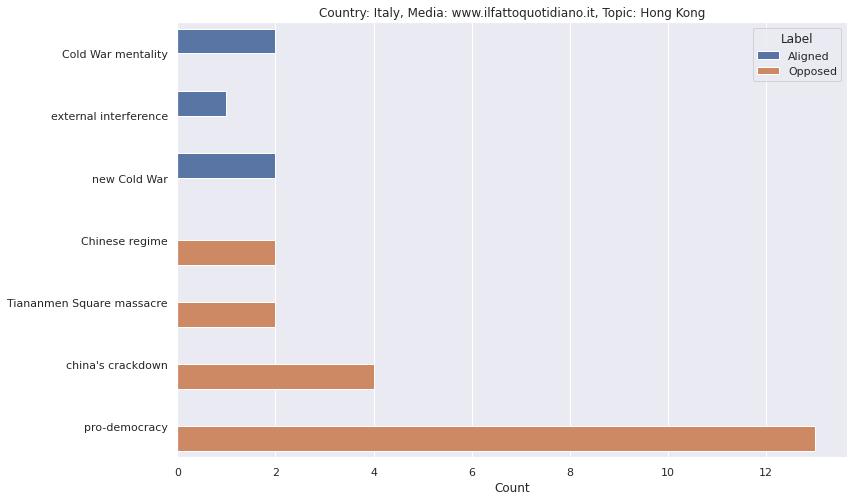 Country: Italy, Media: www.ilfattoquotidiano.it, Topic: Hong Kong
Label
Aligned
Opposed
Cold War mentality
external interference
new Cold War
Chinese regime
Tiananmen Square massacre
china's crackdown
pro-democracy
0 2 4 6 8 10 12
Count